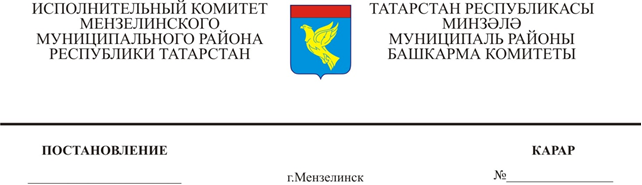 ИСПОЛНИТЕЛЬНЫЙ КОМИТЕТ
МЕНЗЕЛИНСКОГО
МУНИЦИПАЛЬНОГО РАЙОНА
РЕСПУБЛИКИ ТАТАРСТАН
ТАТАРСТАН РЕСПУБЛИКАСЫ
МИНЗӘЛӘ
МУНИЦИПАЛЬ РАЙОНЫ
БАШКАРМА КОМИТЕТЫ
ПОСТАНОВЛЕНИЕ
КАРАР
г.Мензелинск
№